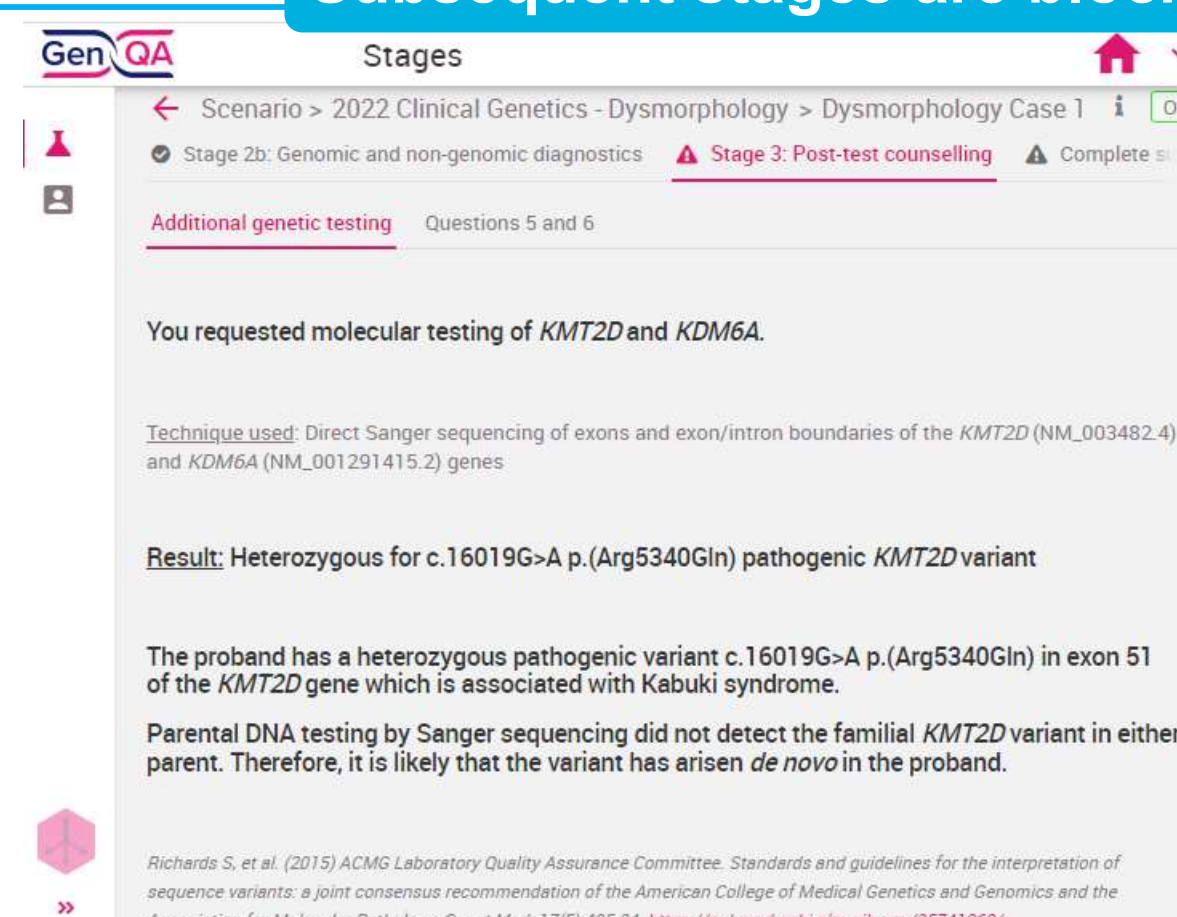 Subsequent stages are
GenQA
Stages
Scenario > 2022 Clinical Genetics - Dysmorphology > Dysmorphology Case 1
Stage 2b: Genomic and non-genomic diagnostics Stage 3: Post-test counselling Complete
Additional genetic testing Questions 5 and 6
You requested molecular testing of KMT2D and KDM6A.
Technique used: Direct Sanger sequencing of exons and exon/intron boundaries of the KMT2D (NM_003482.4)
and KDM6A (NM_001291415.2) genes
Result: Heterozygous for c.16019G>A p.(Arg5340Gln) pathogenic KMT2D variant
The proband has a heterozygous pathogenic variant c.16019G>A p.(Arg5340Gln) in exon 51
of the KMT2D gene which is associated with Kabuki syndrome.
Parental DNA testing by Sanger sequencing did not detect the familial KMT2D variant in either
parent. Therefore, it is likely that the variant has arisen de novo in the proband.
Richards S, et al. (2015) ACMG Laboratory Quality Assurance Committee. Standards and guidelines for the interpretation of
sequence variants: a joint consensus recommendation of the American College of Medical Genetics and Genomics and the